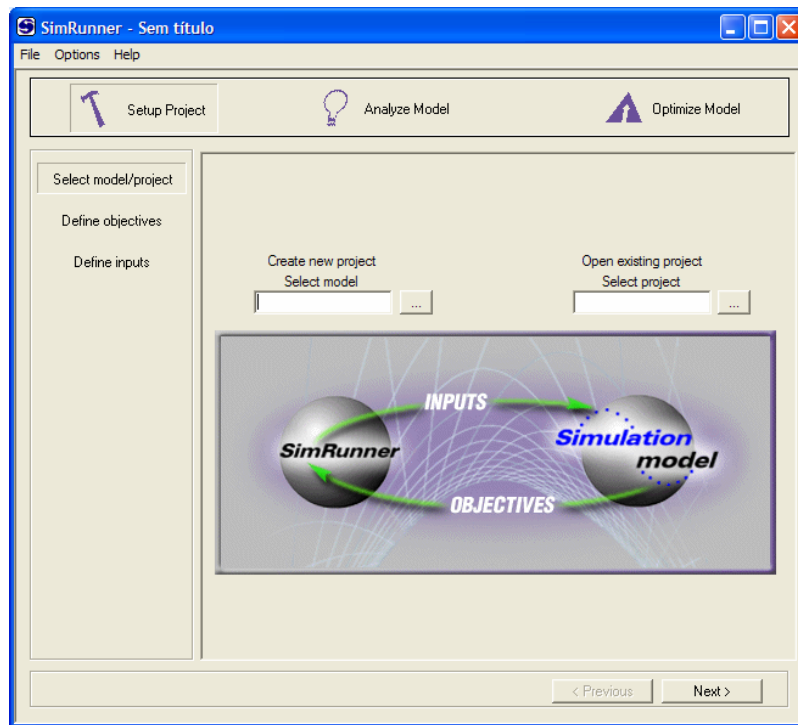 SimRunner - Sem título
File Options Help
Setup Project
Analyze Model
Optimize Model
Select model/project
Define objectives
Define inputs
Create new project
Select model
...
Open existing project
Select project
...
INPUTS
SimRunner
Simulation
model
OBJECTIVES
< Previous
Next >